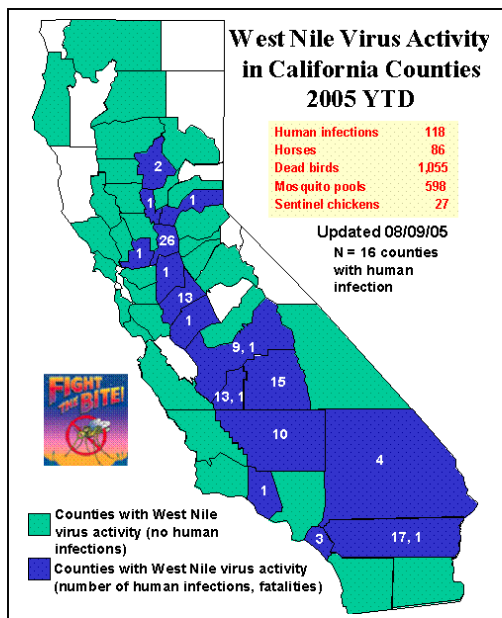 West Nile Virus Activity
in California Counties
2005 YTD
Human infections 118
Horses 86
Dead birds 1,055
Mosquito pools 598
Sentinel chickens 27
Updated 08/09/05
N = 16 counties
with human
infection
2
1
1
26
1
1
13
1
9, 1
13, 1
15
10
4
1
3
17, 1
FIGHT
THE
BITE!
Counties with West Nile
virus activity (no human
infections)
Counties with West Nile virus activity
(number of human infections, fatalities)